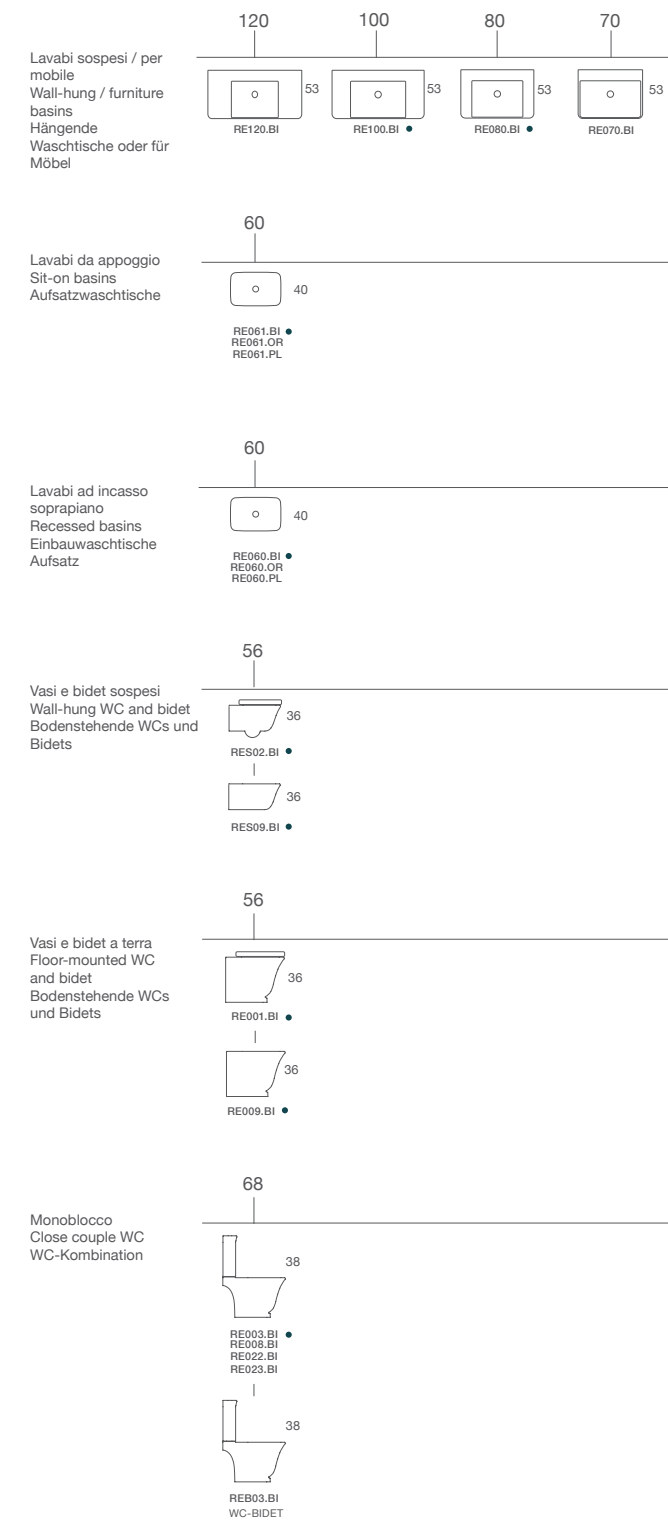 120 100 80 70
Lavabi sospesi / per
mobile
Wall-hung / furniture
basins
Hängende
Waschtische oder für
Möbel
53 53 53 53
RE120.BI RE100.BI ● RE080.BI ● RE070.BI
60
Lavabi da appoggio
Sit-on basins
Aufsatzwaschtische
40
RE061.BI ●
RE061.OR
RE061.PL
60
Lavabi ad incasso
soprapiano
Recessed basins
Einbauwaschtische
Aufsatz
40
RE060.BI ●
RE060.OR
RE060.PL
56
Vasi e bidet sospesi
Wall-hung WC and bidet
Bodenstehende WCs und
Bidets
36
RES02.BI ●
36
RES09.BI ●
56
Vasi e bidet a terra
Floor-mounted WC
and bidet
Bodenstehende WCs
und Bidets
36
RE001.BI ●
36
RE009.BI ●
68
Monoblocco
Close couple WC
WC-Kombination
38
RE003.BI ●
RE008.BI
RE022.BI
RE023.BI
38
REB03.BI
WC-BIDET